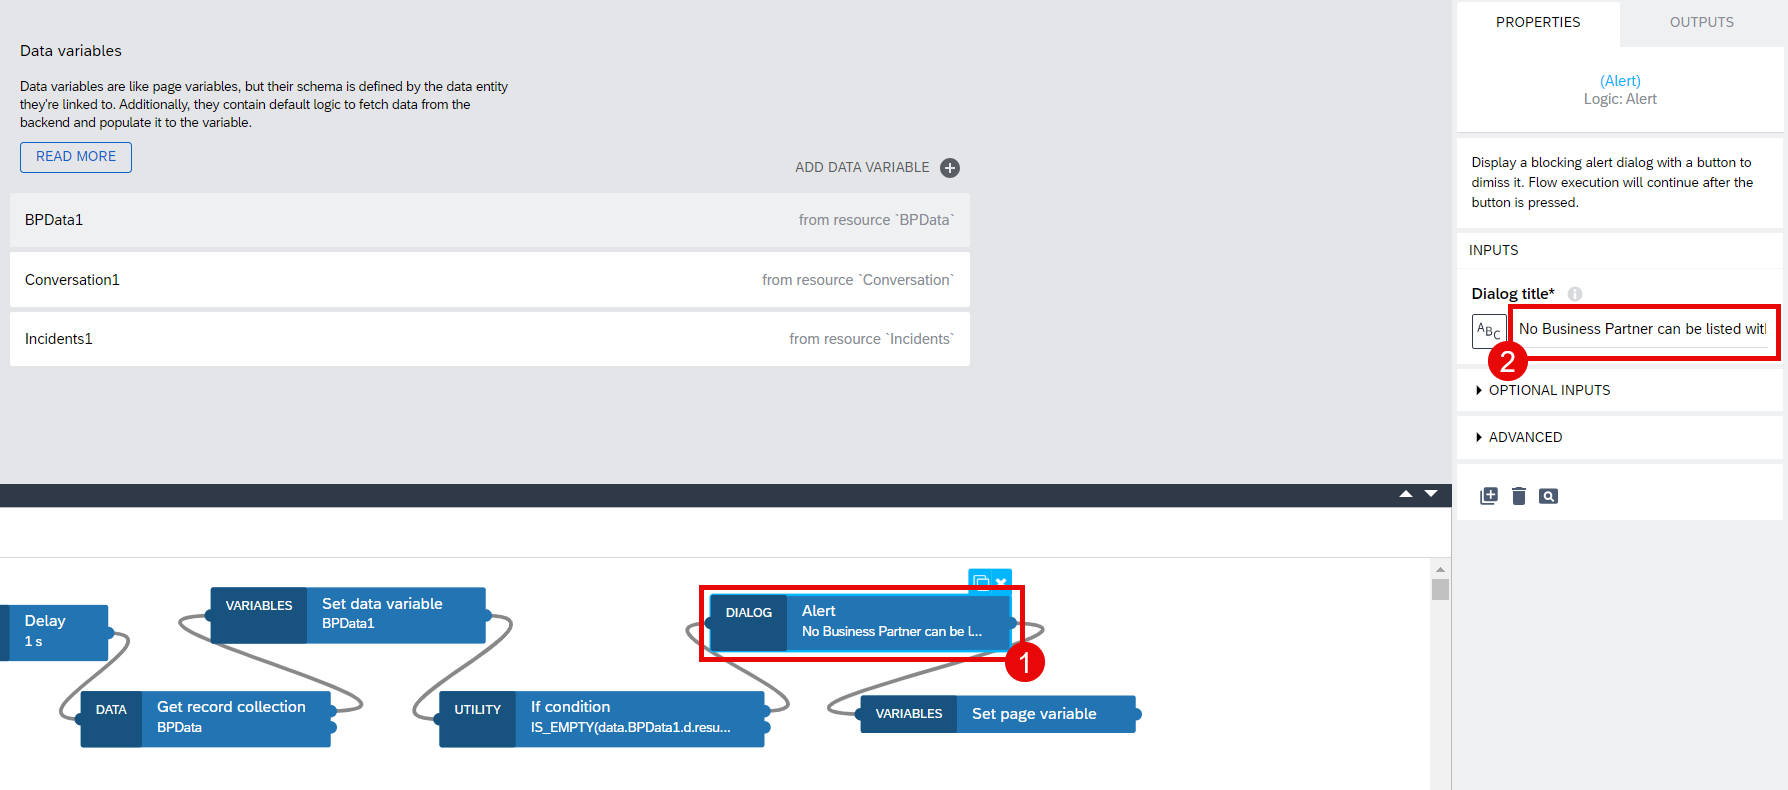 Data variables
Data variables are like page variables, but their schema is defined by the data entity
they're linked to. Additionally, they contain default logic to fetch data from the
backend and populate it to the variable.
READ MORE
ADD DATA VARIABLE
BPData1
from resource `BPData`
Conversation1
from resource `Conversation`
Incidents1
from resource `Incidents`
Delay
1 s
VARIABLES
Set data variable
BPData1
DATA
Get record collection
BPData
UTILITY
If condition
IS_EMPTY(data.BPData1.d.resu...
DIALOG
Alert
No Business Partner can be l...
1
VARIABLES
Set page variable
PROPERTIES
OUTPUTS
(Alert)
Logic: Alert
Display a blocking alert dialog with a button to
dimiss it. Flow execution will continue after the
button is pressed.
INPUTS
Dialog title*
ABC
No Business Partner can be listed with
2
OPTIONAL INPUTS
ADVANCED